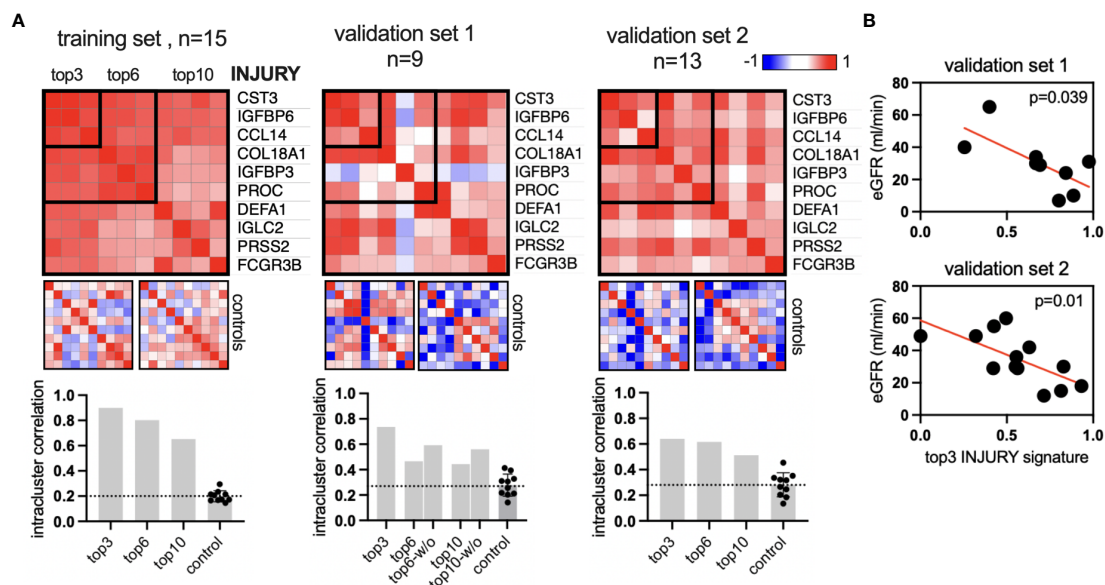 A
training set , n=15
top3 top6 top10 INJURY
CST3
IGFBP6
CCL14
COL18A1
IGFBP3
PROC
DEFA1
IGLC2
PRSS2
FCGR3B
controls
intracluster correlation
1.0
0.8
0.6
0.4
0.2
0.0
top3
top6
top10
control
validation set 1
n=9
CST3
IGFBP6
CCL14
COL18A1
IGFBP3
PROC
DEFA1
IGLC2
PRSS2
FCGR3B
controls
intracluster correlation
1.0
0.8
0.6
0.4
0.2
0.0
top3
top6
top6-w/o
top10
top10-w/o
control
validation set 2
n=13
-1 1
CST3
IGFBP6
CCL14
COL18A1
IGFBP3
PROC
DEFA1
IGLC2
PRSS2
FCGR3B
controls
intracluster correlation
1.0
0.8
0.6
0.4
0.2
0.0
top3
top6
top10
control
B
validation set 1
p=0.039
eGFR (ml/min)
80
60
40
20
0
0.0 0.5 1.0
validation set 2
p=0.01
eGFR (ml/min)
80
60
40
20
0
0.0 0.5 1.0
top3 INJURY signature